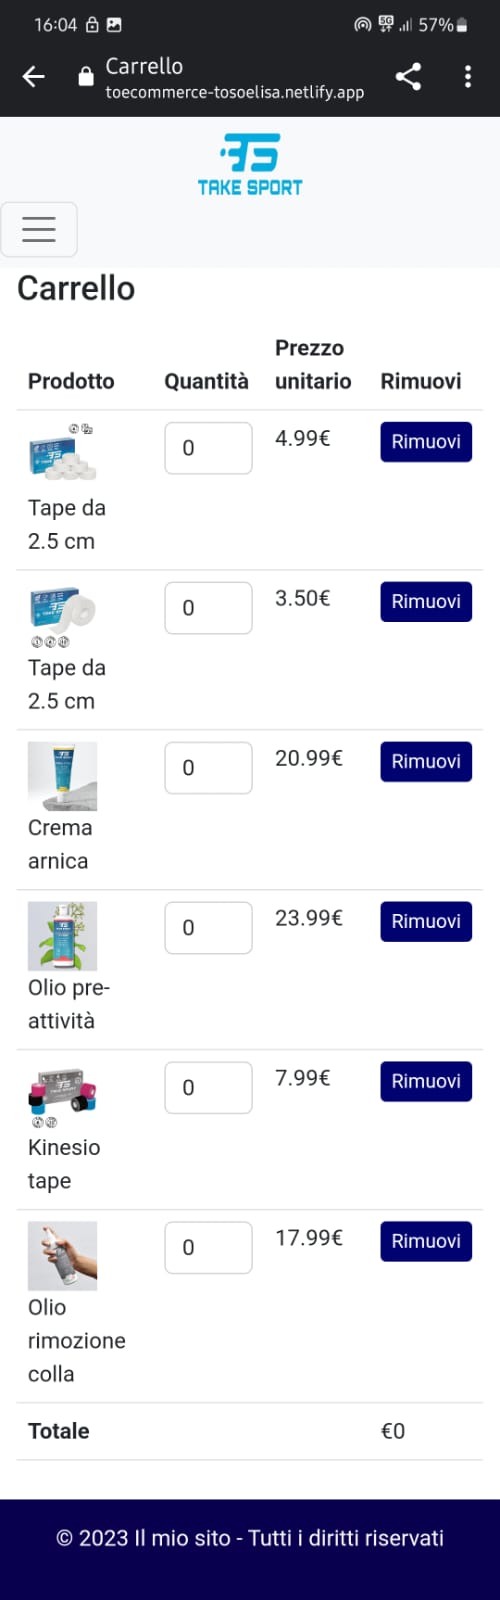 16:04 57%
Carrello
toecommerce-tosoelisa.netlify.app
TAKE SPORT
Carrello
Prodotto Quantità Prezzo unitario Rimuovi
0 4.99€ Rimuovi
Tape da
2.5 cm
0 3.50€ Rimuovi
Tape da
2.5 cm
0 20.99€ Rimuovi
Crema
arnica
0 23.99€ Rimuovi
Olio pre-
attività
0 7.99€ Rimuovi
Kinesio
tape
0 17.99€ Rimuovi
Olio
rimozione
colla
Totale €0
© 2023 Il mio sito - Tutti i diritti riservati